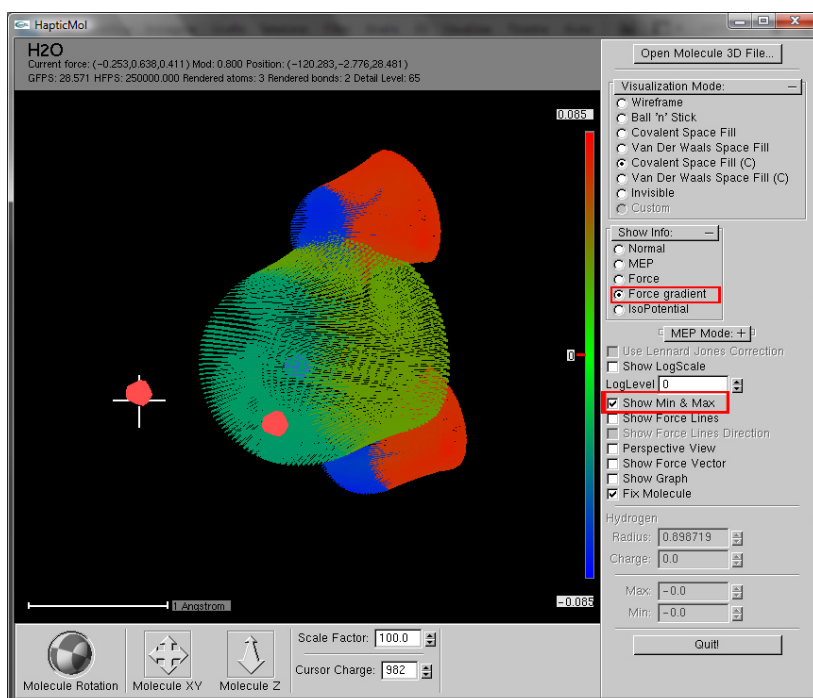 HapticMol
H2O
Current force: (-0.253,0.638,0.411) Mod: 0.800 Position: (-120.283,-2.776,28.481)
GFPS: 28.571 HFPS: 250000.000 Rendered atoms: 3 Rendered bonds: 2 Detail Level: 65
0.085
0
-0.085
1 Angstrom
Molecule Rotation
Molecule XY
Molecule Z
Scale Factor: 100.0
Cursor Charge: 982
Open Molecule 3D File...
Visualization Mode:
Wireframe
Ball 'n' Stick
Covalent Space Fill
Van Der Waals Space Fill
Covalent Space Fill (C)
Van Der Waals Space Fill (C)
Invisible
Custom
Show Info:
Normal
MEP
Force
Force gradient
IsoPotential
MEP Mode: +
Use Lennard Jones Correction
Show LogScale
LogLevel 0
Show Min & Max
Show Force Lines
Show Force Lines Direction
Perspective View
Show Force Vector
Show Graph
Fix Molecule
Hydrogen
Radius: 0.898719
Charge: 0.0
Max: -0.0
Min: -0.0
Quit!